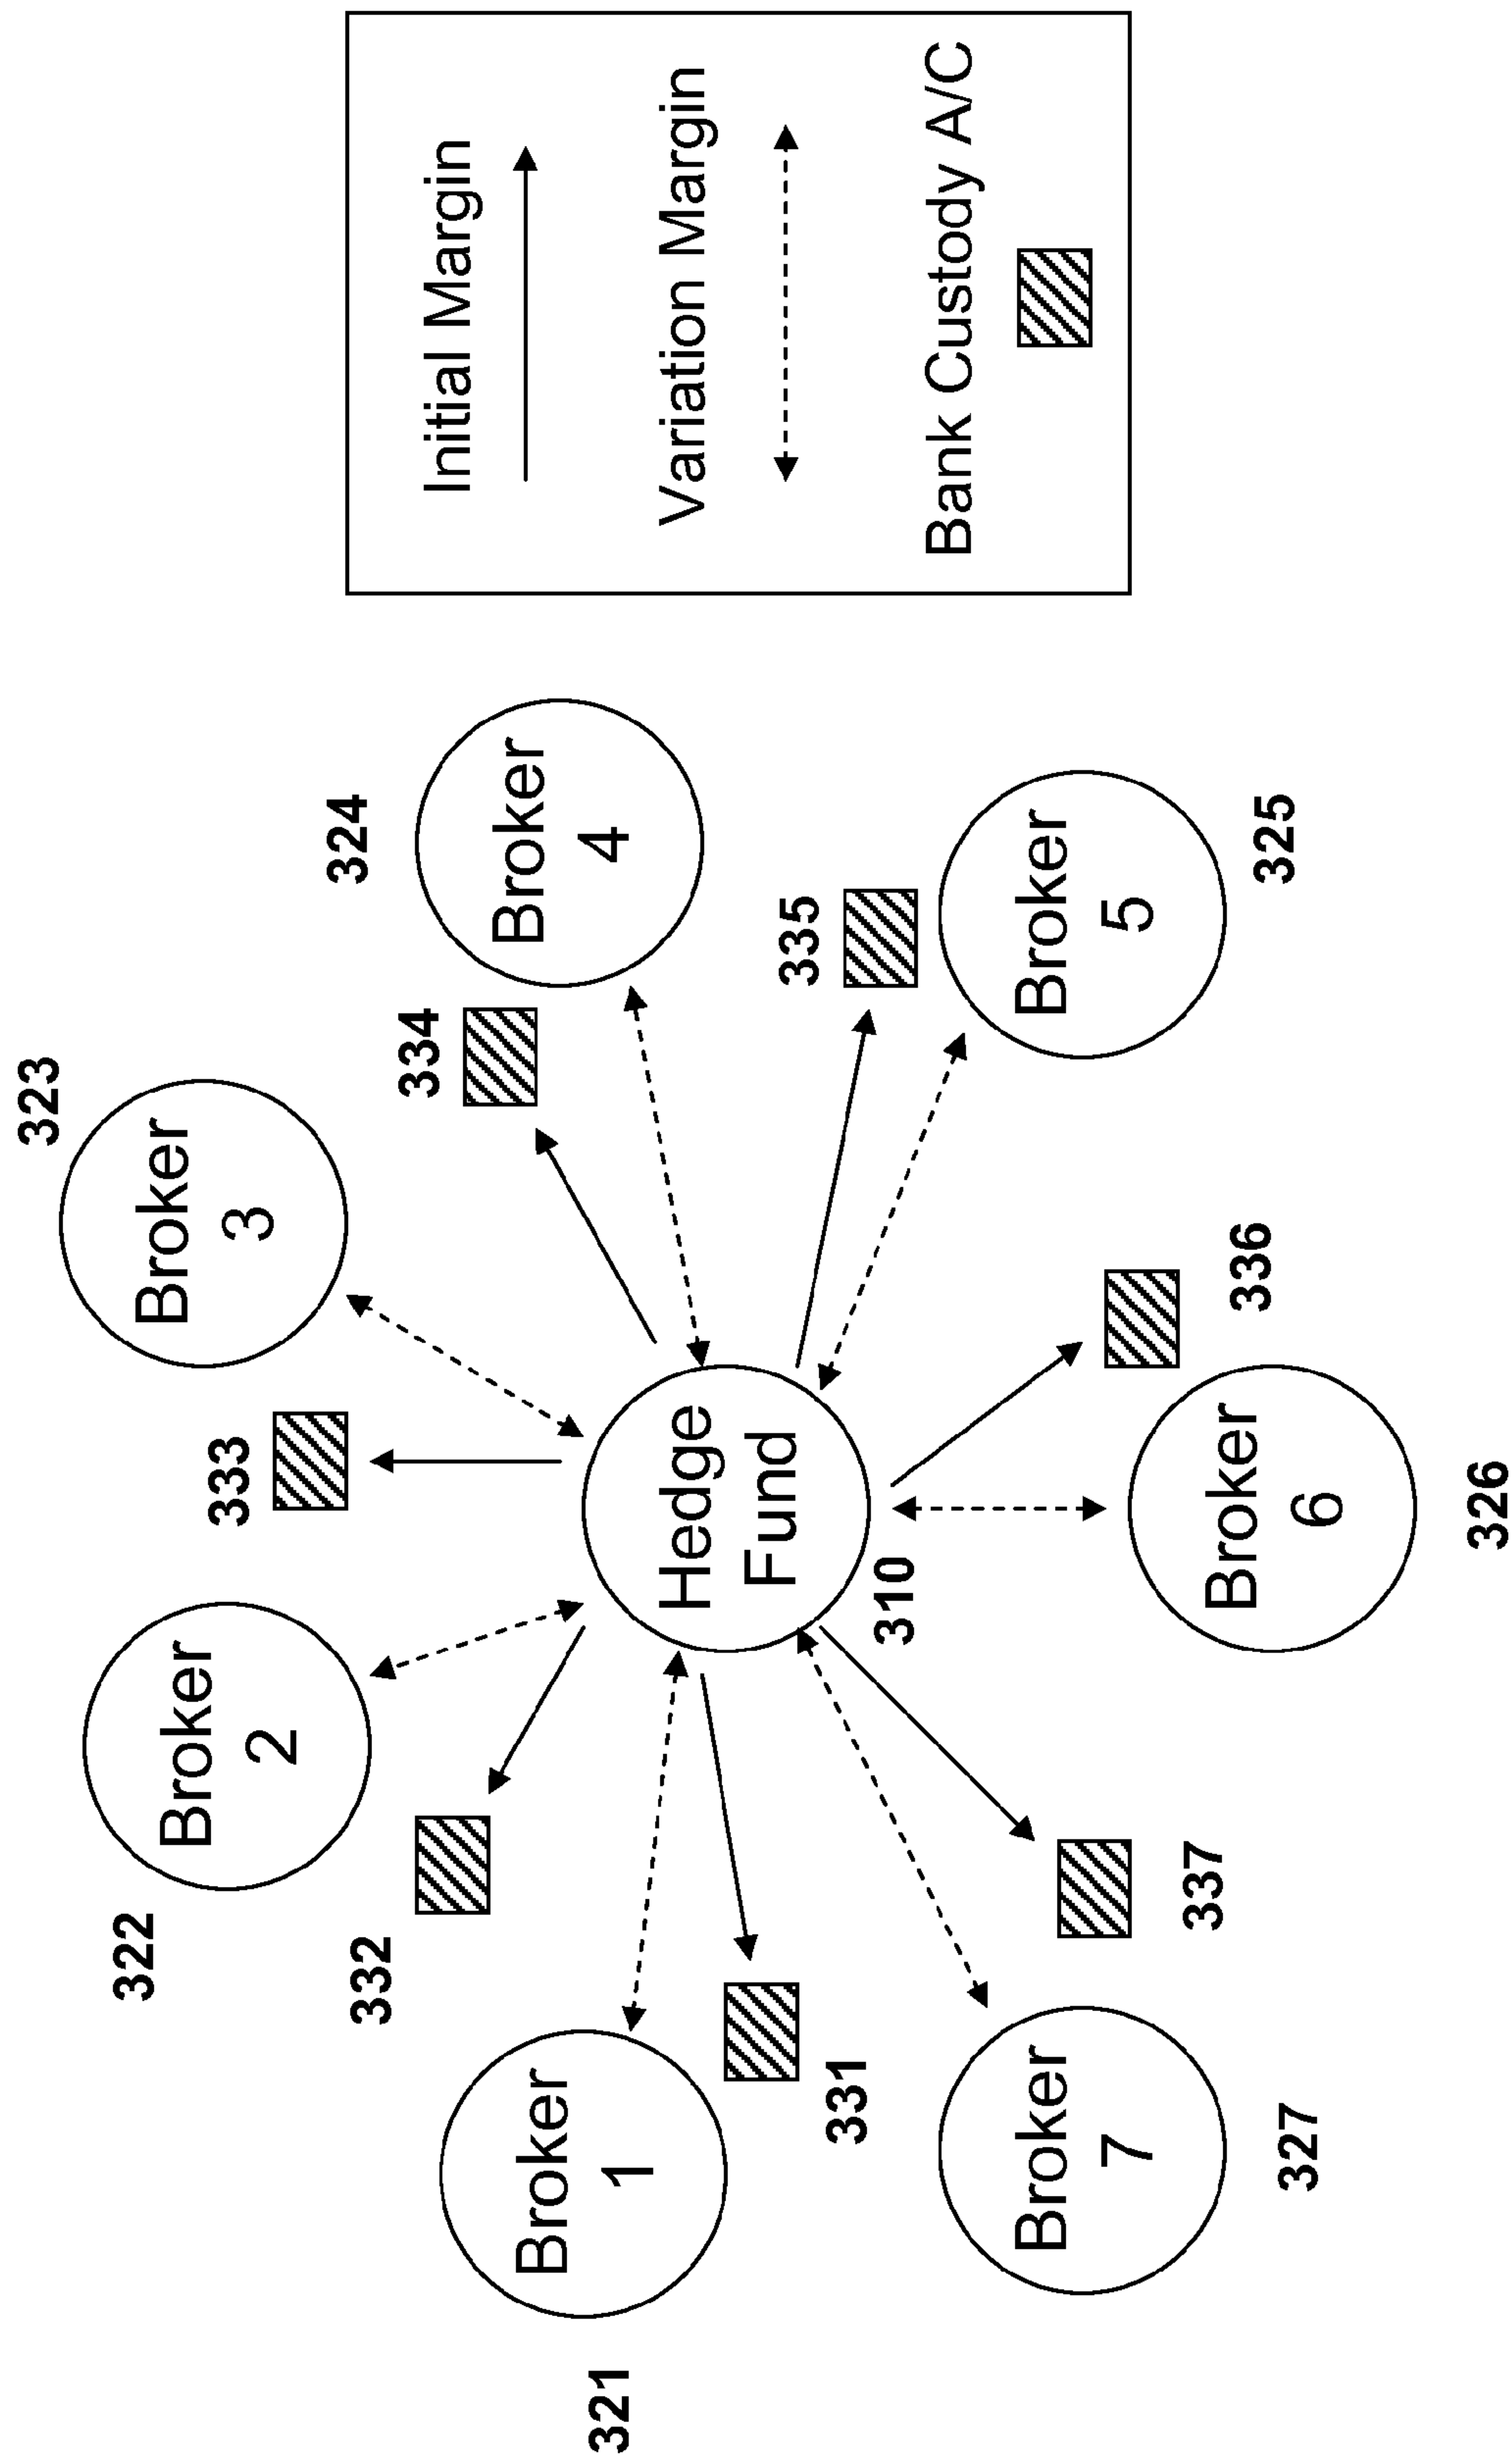 323
322
333
324
Broker
3
Broker
2
334
332
Broker
4
335
Hedge
Fund
321
Broker
1
310
331
325
Broker
5
336
Broker
7
337
Broker
6
327
326
Initial Margin
Variation Margin
Bank Custody A/C